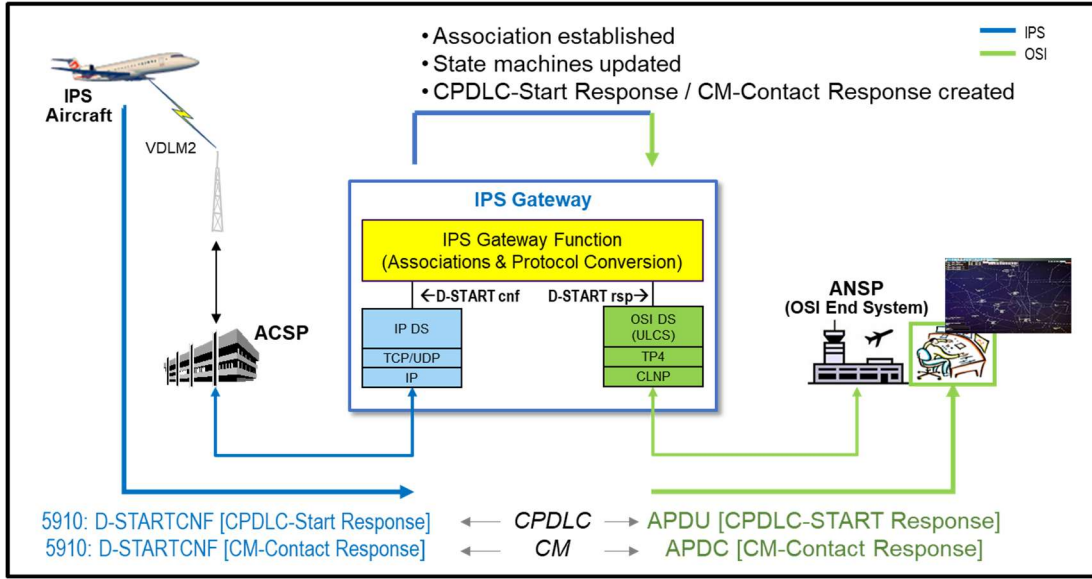 • Association established
• State machines updated
• CPDLC-Start Response / CM-Contact Response created
IPS
OSI
IPS
Aircraft
VDLM2
IPS Gateway
IPS Gateway Function
(Associations & Protocol Conversion)
←D-START cnf
D-START rsp→
IP DS
TCP/UDP
IP
OSI DS
(ULCS)
TP4
CLNP
ACSP
ANSP
(OSI End System)
5910: D-STARTCNF [CPDLC-Start Response] CPDLC APDU [CPDLC-START Response]
5910: D-STARTCNF [CM-Contact Response] CM APDC [CM-Contact Response]